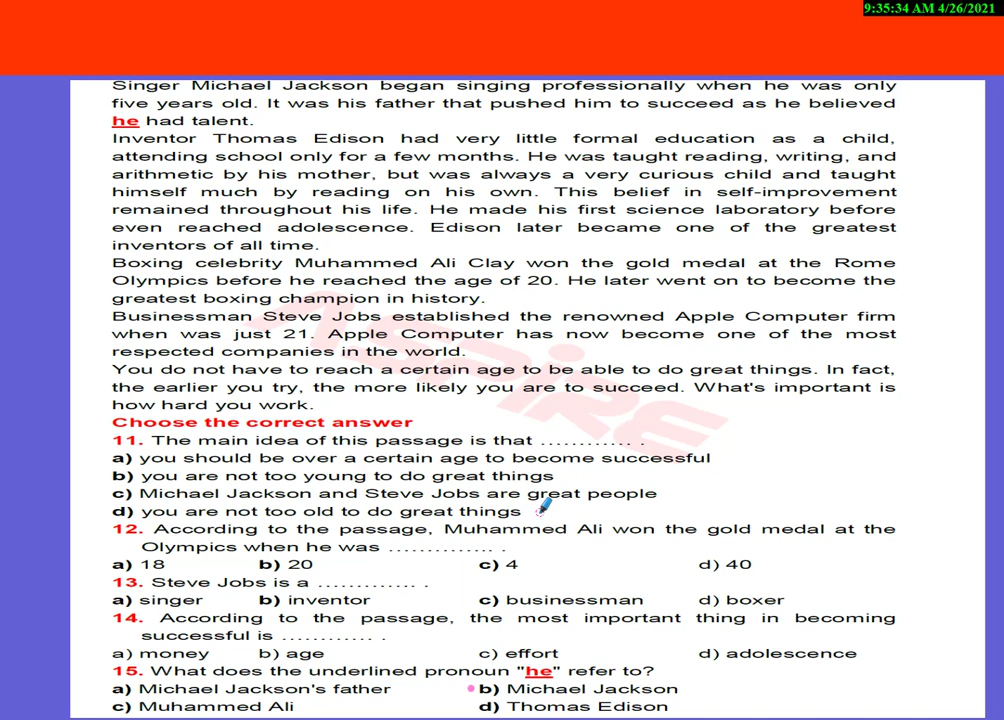 9:35:34 AM 4/26/2021
Singer Michael Jackson began singing professionally when he was only
five years old. It was his father that pushed him to succeed as he believed
he had talent.
Inventor Thomas Edison had very little formal education as a child,
attending school only for a few months. He was taught reading, writing, and
arithmetic by his mother, but was always a very curious child and taught
himself much by reading on his own. This belief in self-improvement
remained throughout his life. He made his first science laboratory before
even reached adolescence. Edison later became one of the greatest
inventors of all time.
Boxing celebrity Muhammed Ali Clay won the gold medal at the Rome
Olympics before he reached the age of 20. He later went on to become the
greatest boxing champion in history.
Businessman Steve Jobs established the renowned Apple Computer firm
when was just 21. Apple Computer has now become one of the most
respected companies in the world.
You do not have to reach a certain age to be able to do great things. In fact,
the earlier you try, the more likely you are to succeed. What's important is
how hard you work.
ASPIRE
Choose the correct answer
11. The main idea of this passage is that ............. .
a) you should be over a certain age to become successful
b) you are not too young to do great things
c) Michael Jackson and Steve Jobs are great people
d) you are not too old to do great things
12. According to the passage, Muhammed Ali won the gold medal at the
Olympics when he was ............... .
a) 18 b) 20 c) 4 d) 40
13. Steve Jobs is a ............. .
a) singer b) inventor c) businessman d) boxer
14. According to the passage, the most important thing in becoming
successful is ............ .
a) money b) age c) effort d) adolescence
15. What does the underlined pronoun "he" refer to?
a) Michael Jackson's father b) Michael Jackson
c) Muhammed Ali d) Thomas Edison